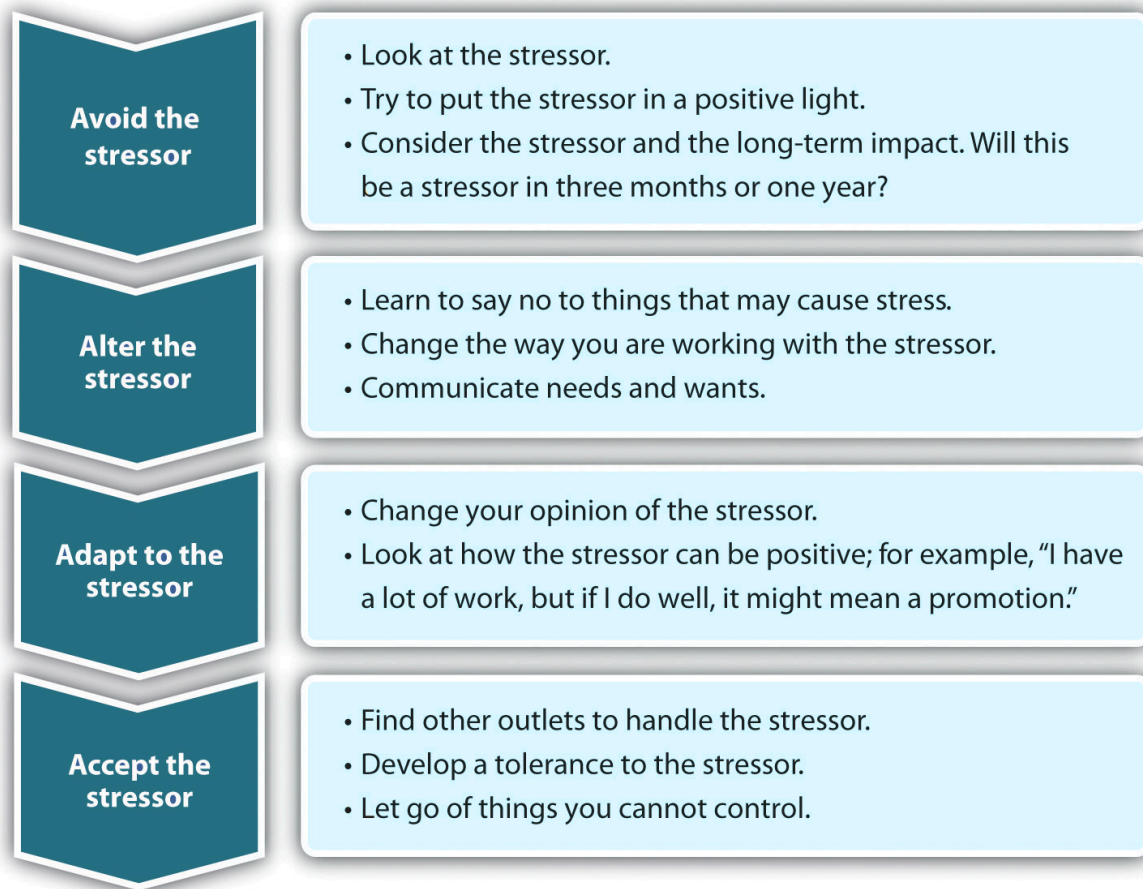 Avoid the
stressor
• Look at the stressor.
• Try to put the stressor in a positive light.
• Consider the stressor and the long-term impact. Will this
be a stressor in three months or one year?
Alter the
stressor
• Learn to say no to things that may cause stress.
• Change the way you are working with the stressor.
• Communicate needs and wants.
Adapt to the
stressor
• Change your opinion of the stressor.
• Look at how the stressor can be positive; for example, “I have
a lot of work, but if I do well, it might mean a promotion.”
Accept the
stressor
• Find other outlets to handle the stressor.
• Develop a tolerance to the stressor.
• Let go of things you cannot control.